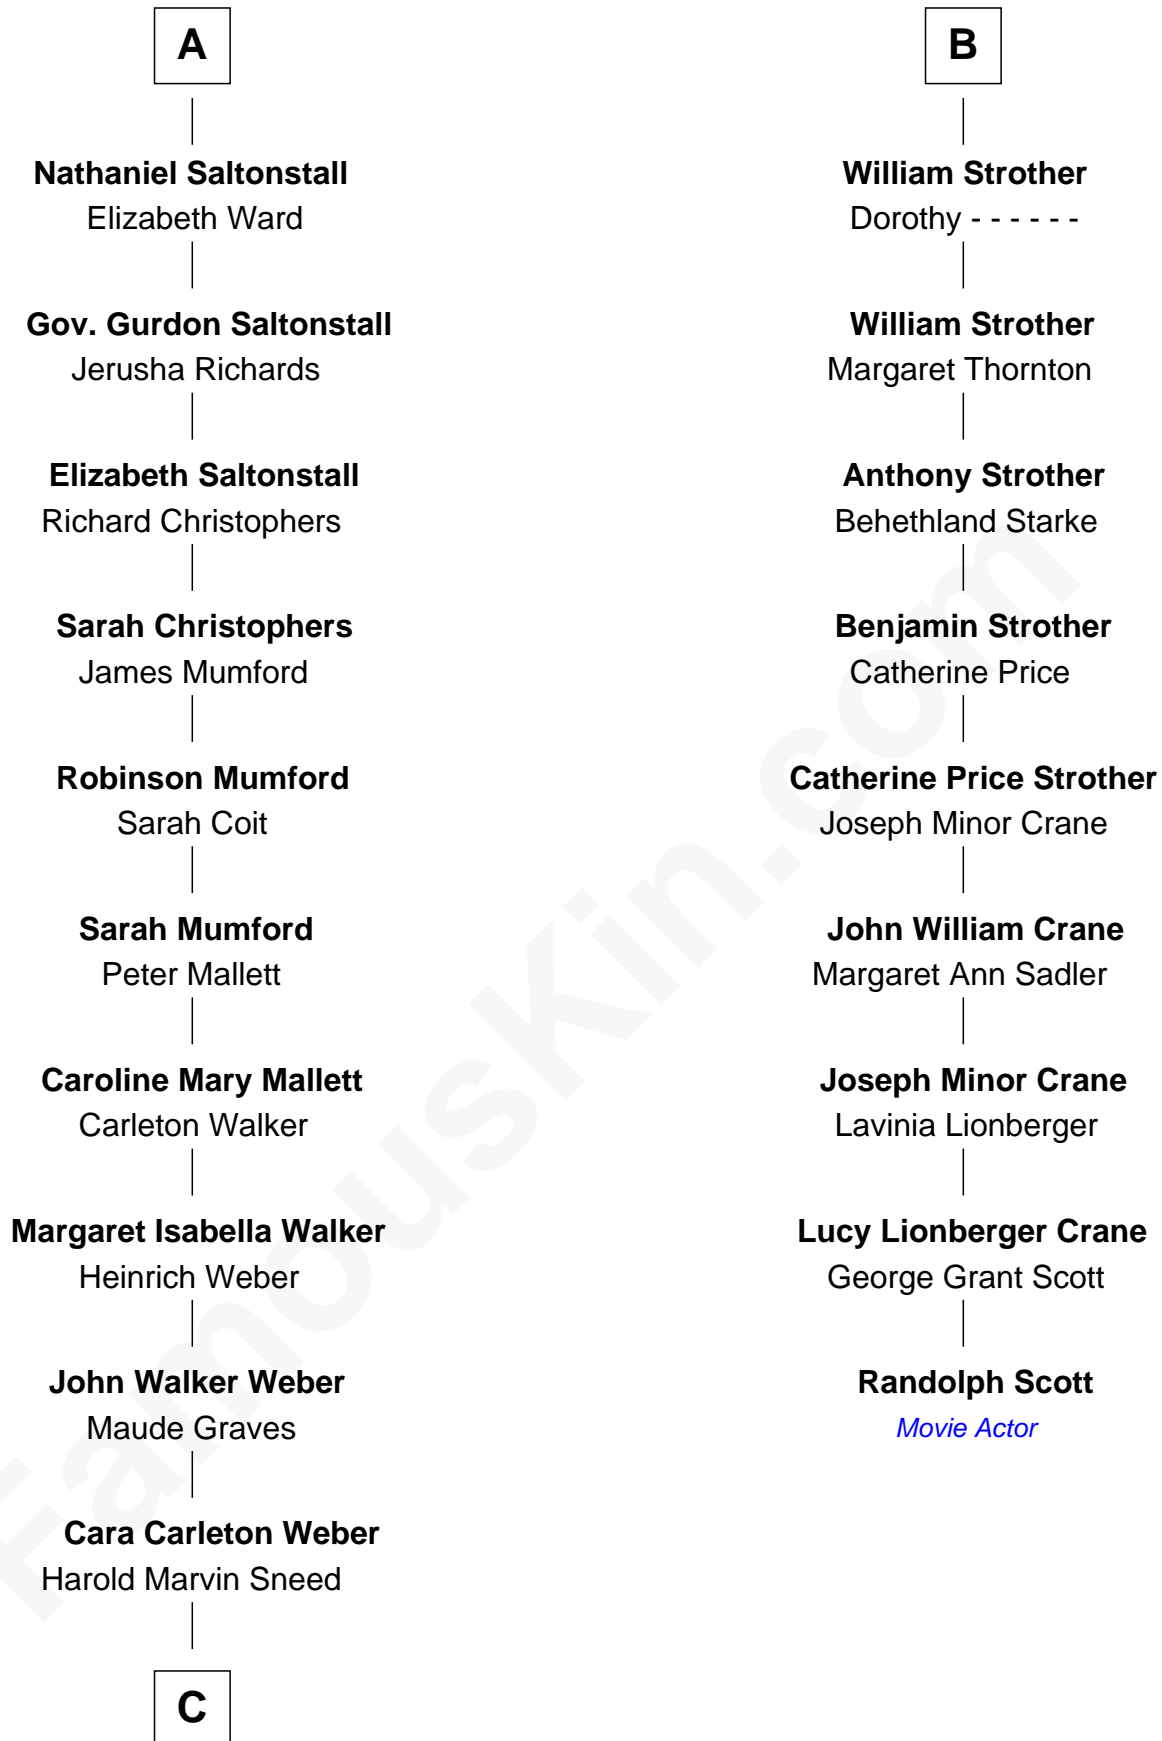 A
Nathaniel Saltonstall
Elizabeth Ward
Gov. Gurdon Saltonstall
Jerusha Richards
Elizabeth Saltonstall
Richard Christophers
Sarah Christophers
James Mumford
Robinson Mumford
Sarah Coit
Sarah Mumford
Peter Mallett
Caroline Mary Mallett
Carleton Walker
Margaret Isabella Walker
Heinrich Weber
John Walker Weber
Maude Graves
Cara Carleton Weber
Harold Marvin Sneed
C
B
William Strother
Dorothy - - - - - -
William Strother
Margaret Thornton
Anthony Strother
Behethland Starke
Benjamin Strother
Catherine Price
Catherine Price Strother
Joseph Minor Crane
John William Crane
Margaret Ann Sadler
Joseph Minor Crane
Lavinia Lionberger
Lucy Lionberger Crane
George Grant Scott
Randolph Scott
Movie Actor
FamousKin.com